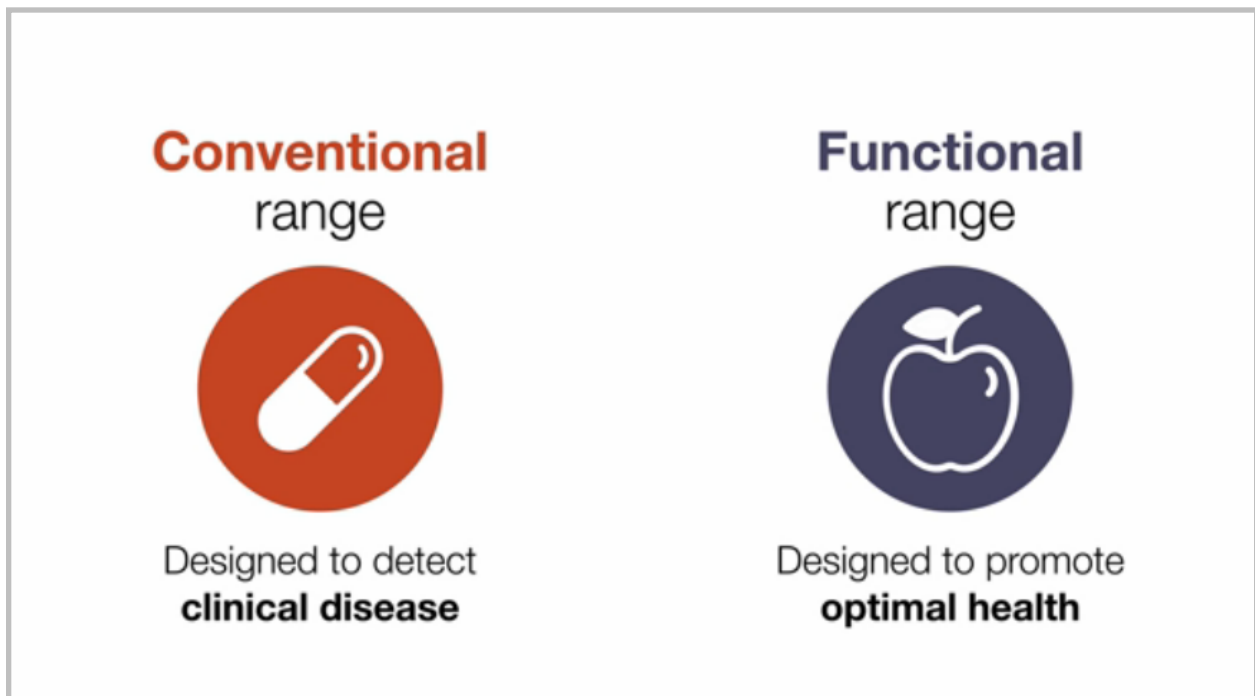 Conventional
range
Designed to detect
clinical disease
Functional
range
Designed to promote
optimal health